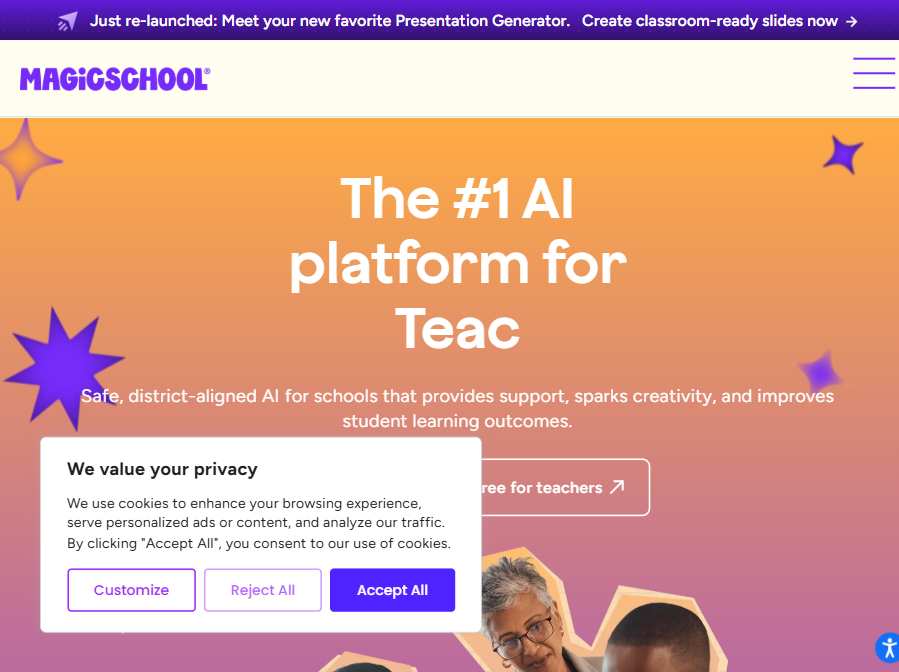 Just re-launched: Meet your new favorite Presentation Generator. Create classroom-ready slides now →
MAGICSCHOOL®
The #1 AI
platform for
Teac
Safe, district-aligned AI for schools that provides support, sparks creativity, and improves
student learning outcomes.
for teachers
We value your privacy
We use cookies to enhance your browsing experience,
serve personalized ads or content, and analyze our traffic.
By clicking "Accept All", you consent to our use of cookies.
Customize
Reject All
Accept All